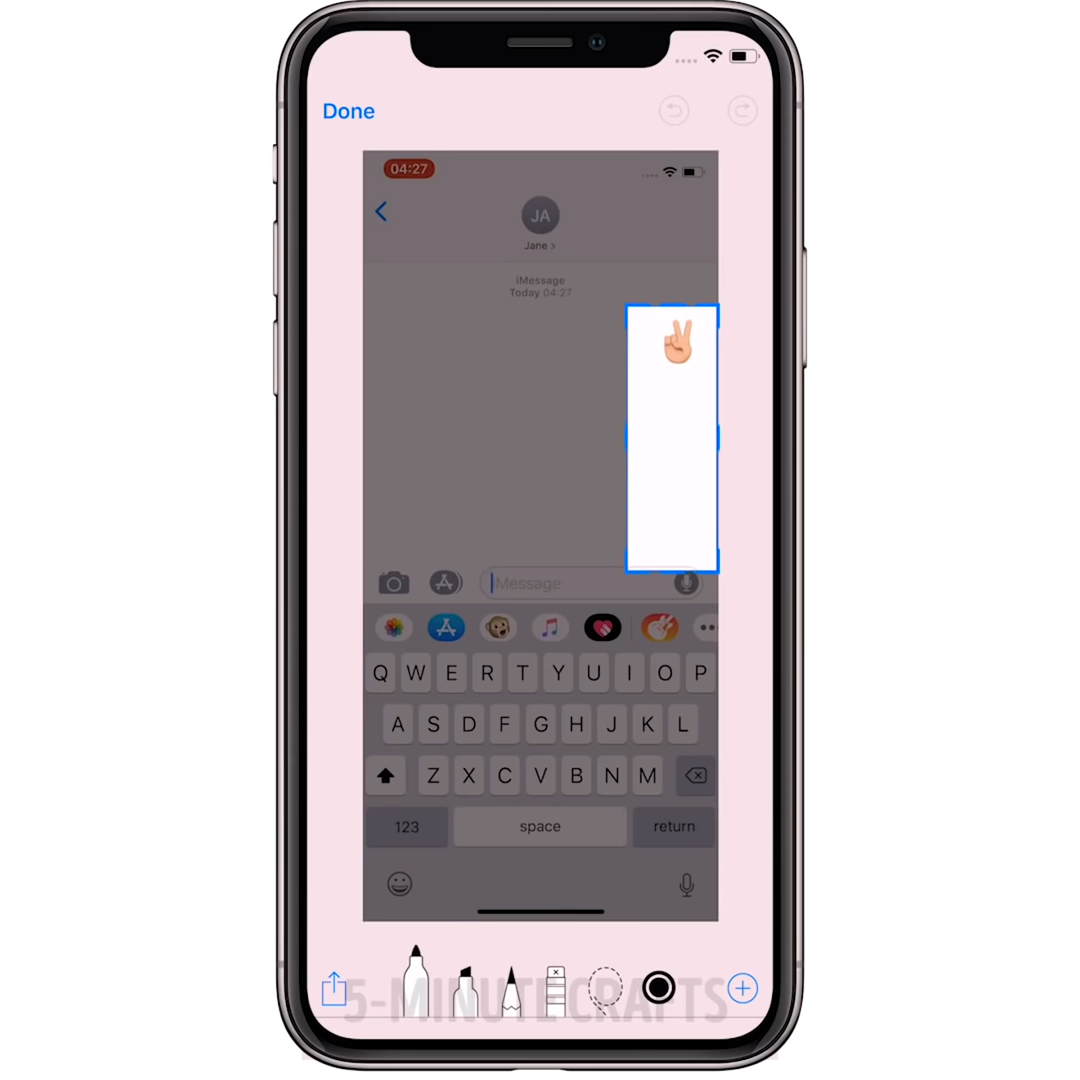 Done
04:27
JA
Jane >
iMessage
Today 04:27
Message
Q W E R T Y U I O P
A S D F G H J K L
Z X C V B N M
123 space return
5-MINUTE CRAFTS